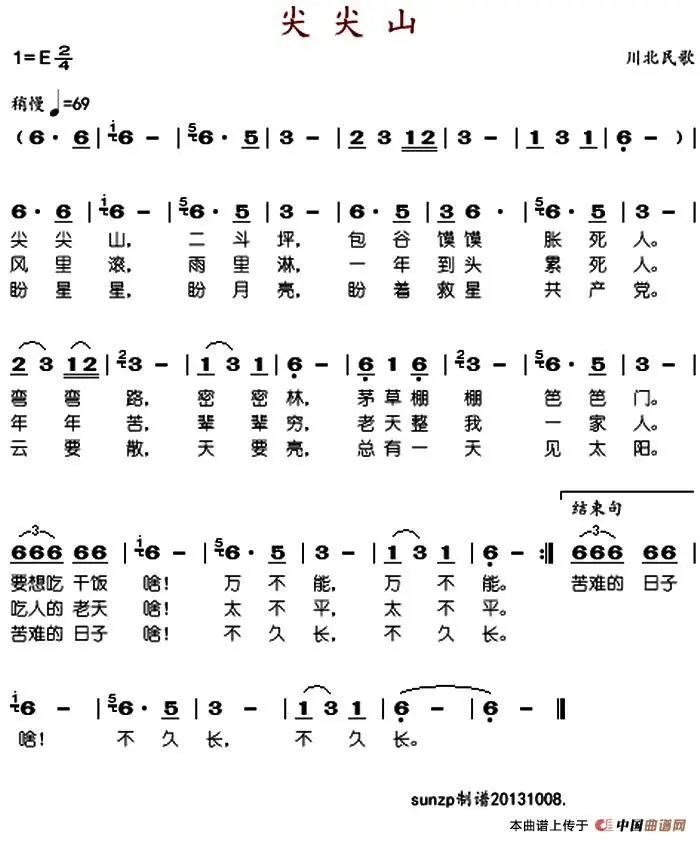 尖尖山
1=E 2/4
川北民歌
稍慢 ♩=69
（6· 6 | i6 - | 56· 5 | 3 - | 2 3 12 | 3 - | 1 3 1 | 6 - ）|
6· 6 | i6 - | 56· 5 | 3 - | 6· 5 | 3 6· | 56· 5 | 3 - |
尖尖山，二斗坪，包谷馍馍胀死人。
风里滚，雨里淋，一年到头累死人。
盼星星，盼月亮，盼着救星共产党。
2 3 12 | 23 - | 1 3 1 | 6 - | 6 1 6 | 23 - | 56· 5 | 3 - |
弯弯路，密密林，茅草棚棚笆笆门。
年年苦，辈辈穷，老天整我一家人。
云要散，天要亮，总有一天见太阳。
结束句
3 3
666 66 | i6 - | 56· 5 | 3 - | 1 3 1 | 6 - :‖ 666 66 |
要想吃干饭啥！万不能，万不能。苦难的日子
吃人的老天啥！太不平，太不平。
苦难的日子啥！不久长，不久长。
i6 - | 56· 5 | 3 - | 1 3 1 | 6 - | 6 - ‖
啥！不久长，不久长。
sunzp制谱20131008.
本曲谱上传于 中国曲谱网